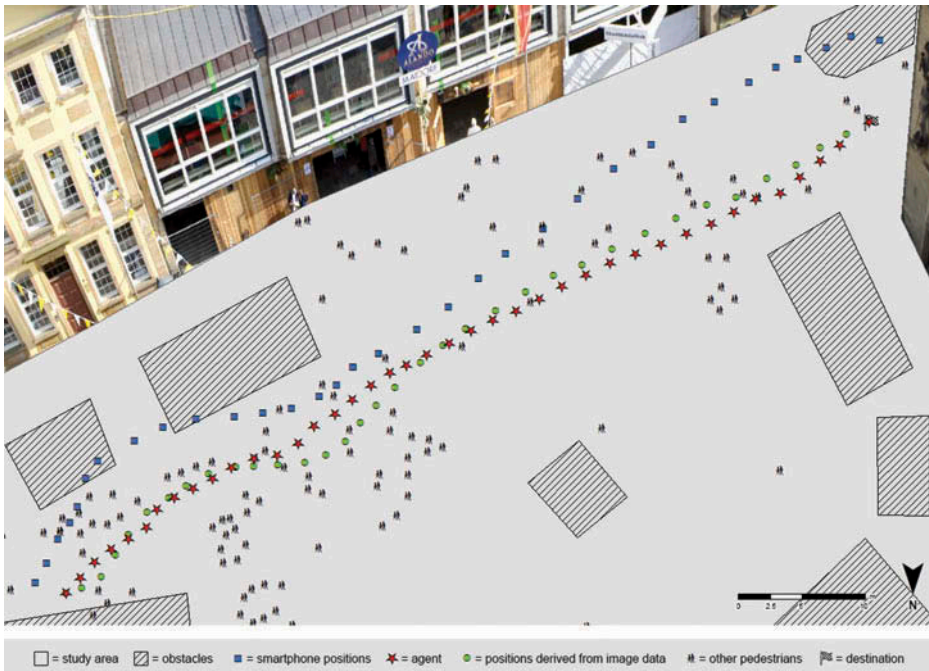 ALANDO
0 2.5 5 10 m
N
= study area = obstacles = smartphone positions = agent = positions derived from image data = other pedestrians = destination